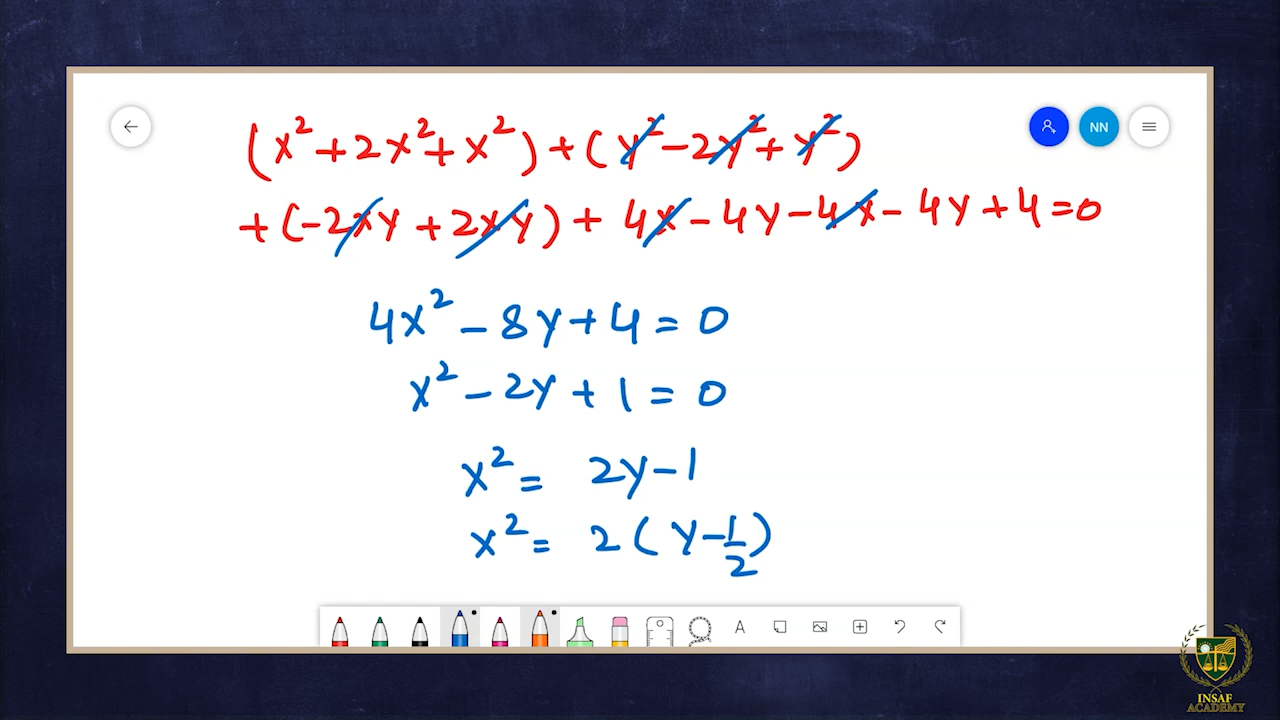 (x² + 2x² + x²) + (y² - 2y² + y²)
+ (-2xy + 2xy) + 4x - 4y - 4x - 4y + 4 = 0
4x² - 8y + 4 = 0
x² - 2y + 1 = 0
x² = 2y - 1
x² = 2(y - 1/2)
NN
A
INSAF
ACADEMY